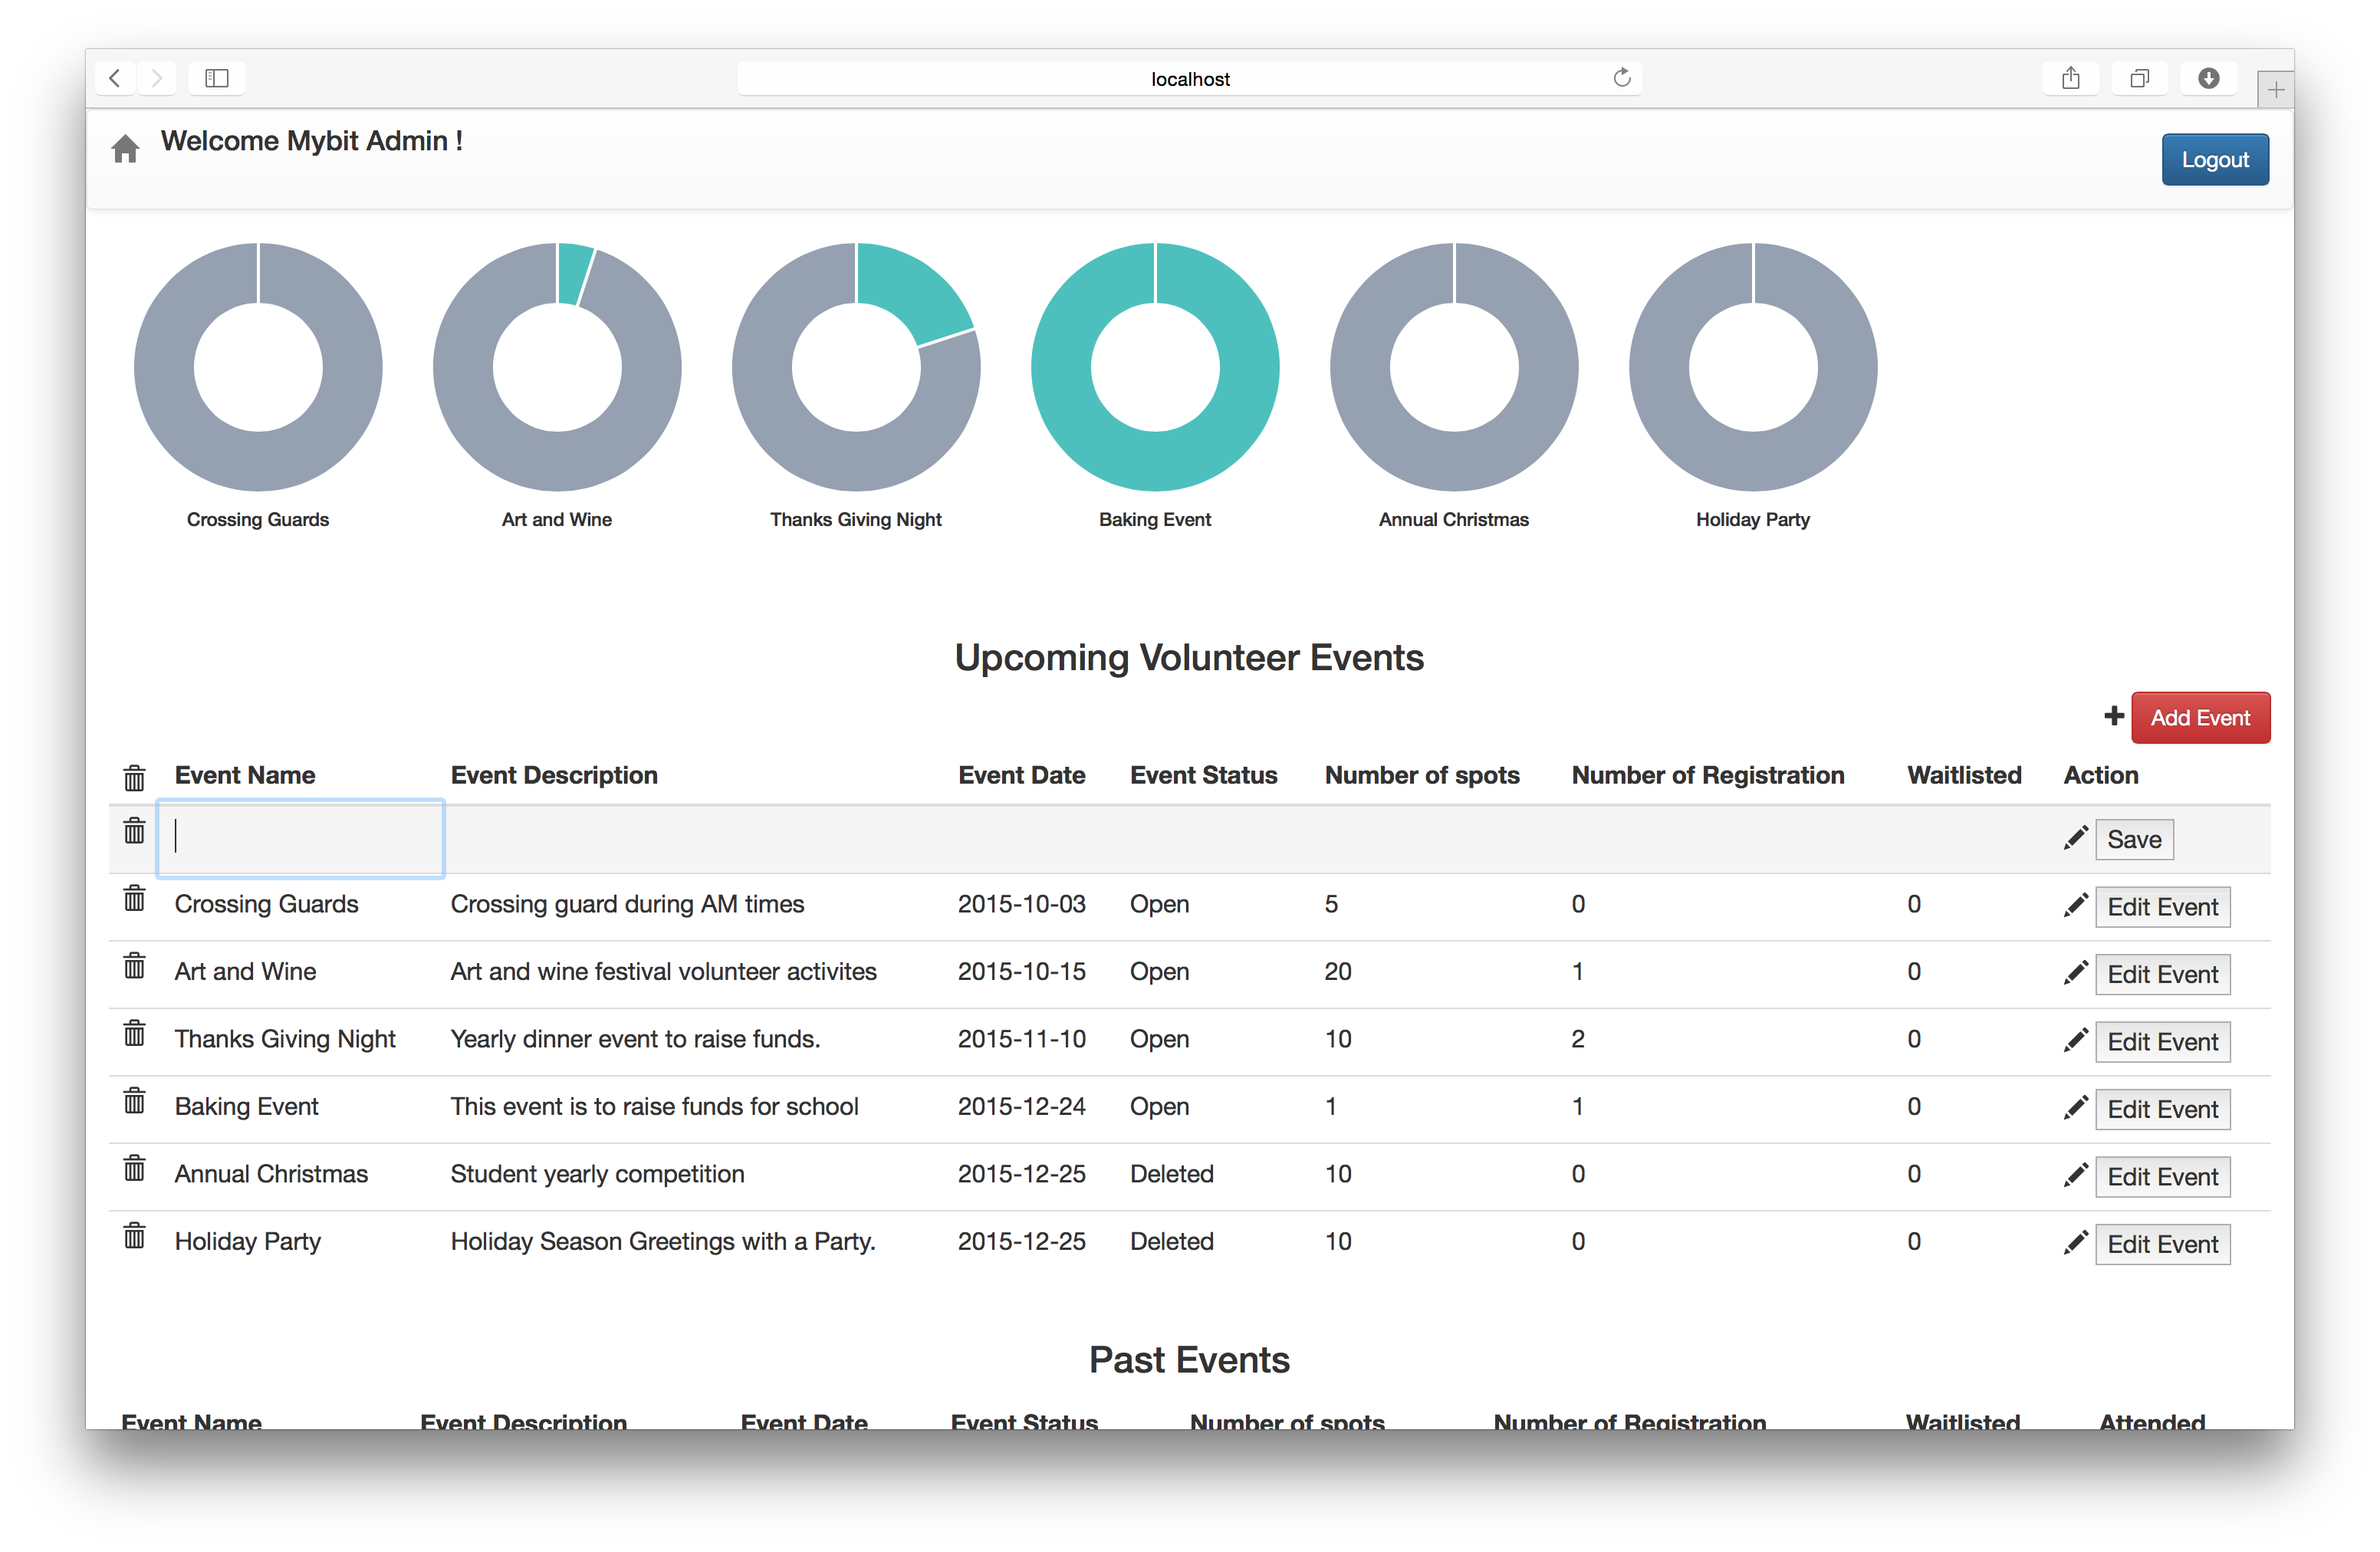 localhost
Welcome Mybit Admin !
Logout
Crossing Guards Art and Wine Thanks Giving Night Baking Event Annual Christmas Holiday Party
Upcoming Volunteer Events
Add Event
Event Name Event Description Event Date Event Status Number of spots Number of Registration Waitlisted Action
Save
Crossing Guards Crossing guard during AM times 2015-10-03 Open 5 0 0 Edit Event
Art and Wine Art and wine festival volunteer activites 2015-10-15 Open 20 1 0 Edit Event
Thanks Giving Night Yearly dinner event to raise funds. 2015-11-10 Open 10 2 0 Edit Event
Baking Event This event is to raise funds for school 2015-12-24 Open 1 1 0 Edit Event
Annual Christmas Student yearly competition 2015-12-25 Deleted 10 0 0 Edit Event
Holiday Party Holiday Season Greetings with a Party. 2015-12-25 Deleted 10 0 0 Edit Event
Past Events
Event Name Event Description Event Date Event Status Number of spots Number of Registration Waitlisted Attended